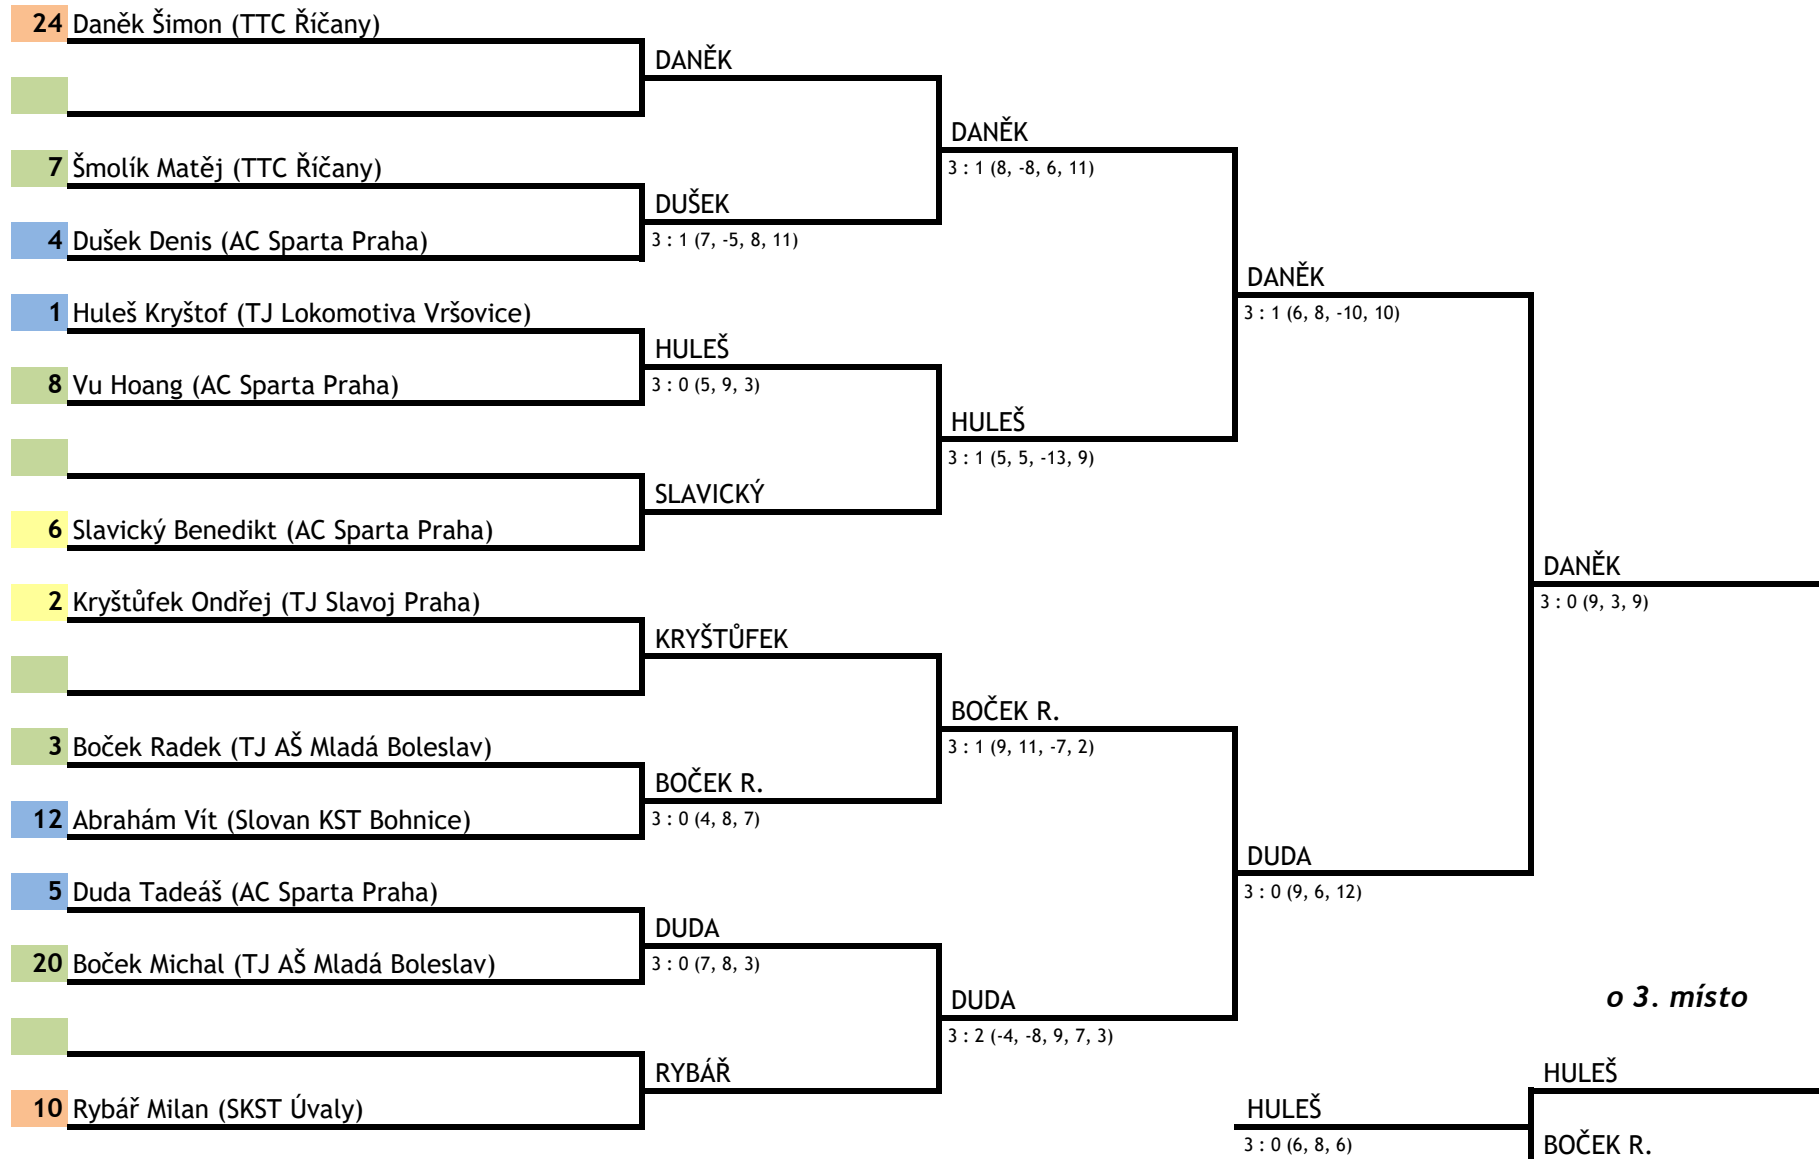 24 Daněk Šimon (TTC Říčany)
DANĚK
DANĚK
7 Šmolík Matěj (TTC Říčany)
3 : 1 (8, -8, 6, 11)
DUŠEK
4 Dušek Denis (AC Sparta Praha)
3 : 1 (7, -5, 8, 11)
DANĚK
1 Huleš Kryštof (TJ Lokomotiva Vršovice)
3 : 1 (6, 8, -10, 10)
HULEŠ
8 Vu Hoang (AC Sparta Praha)
3 : 0 (5, 9, 3)
HULEŠ
3 : 1 (5, 5, -13, 9)
SLAVICKÝ
6 Slavický Benedikt (AC Sparta Praha)
DANĚK
2 Kryštůfek Ondřej (TJ Slavoj Praha)
3 : 0 (9, 3, 9)
KRYŠTŮFEK
BOČEK R.
3 Boček Radek (TJ AŠ Mladá Boleslav)
3 : 1 (9, 11, -7, 2)
BOČEK R.
12 Abrahám Vít (Slovan KST Bohnice)
3 : 0 (4, 8, 7)
DUDA
5 Duda Tadeáš (AC Sparta Praha)
3 : 0 (9, 6, 12)
DUDA
20 Boček Michal (TJ AŠ Mladá Boleslav)
3 : 0 (7, 8, 3)
DUDA
o 3. místo
3 : 2 (-4, -8, 9, 7, 3)
RYBÁŘ
HULEŠ
10 Rybář Milan (SKST Úvaly)
HULEŠ
3 : 0 (6, 8, 6)
BOČEK R.